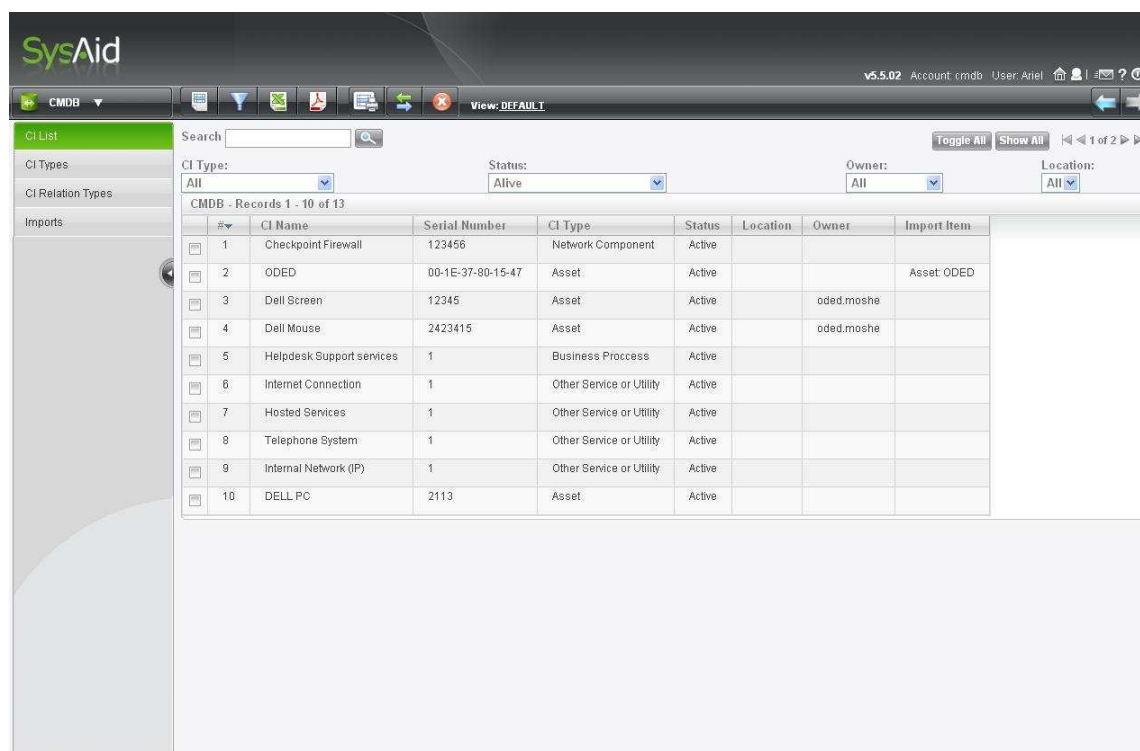 SysAid
v5.5.02 Account: cmdb User: Ariel
CMDB
View: DEFAULT
CI List
CI Types
CI Relation Types
Imports
Search
Toggle All Show All 1 of 2
CI Type: Status: Owner: Location:
All Alive All All
CMDB - Records 1 - 10 of 13
# CI Name Serial Number CI Type Status Location Owner Import Item
1 Checkpoint Firewall 123456 Network Component Active
2 ODED 00-1E-37-80-15-47 Asset Active Asset: ODED
3 Dell Screen 12345 Asset Active oded.moshe
4 Dell Mouse 2423415 Asset Active oded.moshe
5 Helpdesk Support services 1 Business Proccess Active
6 Internet Connection 1 Other Service or Utility Active
7 Hosted Services 1 Other Service or Utility Active
8 Telephone System 1 Other Service or Utility Active
9 Internal Network (IP) 1 Other Service or Utility Active
10 DELL PC 2113 Asset Active